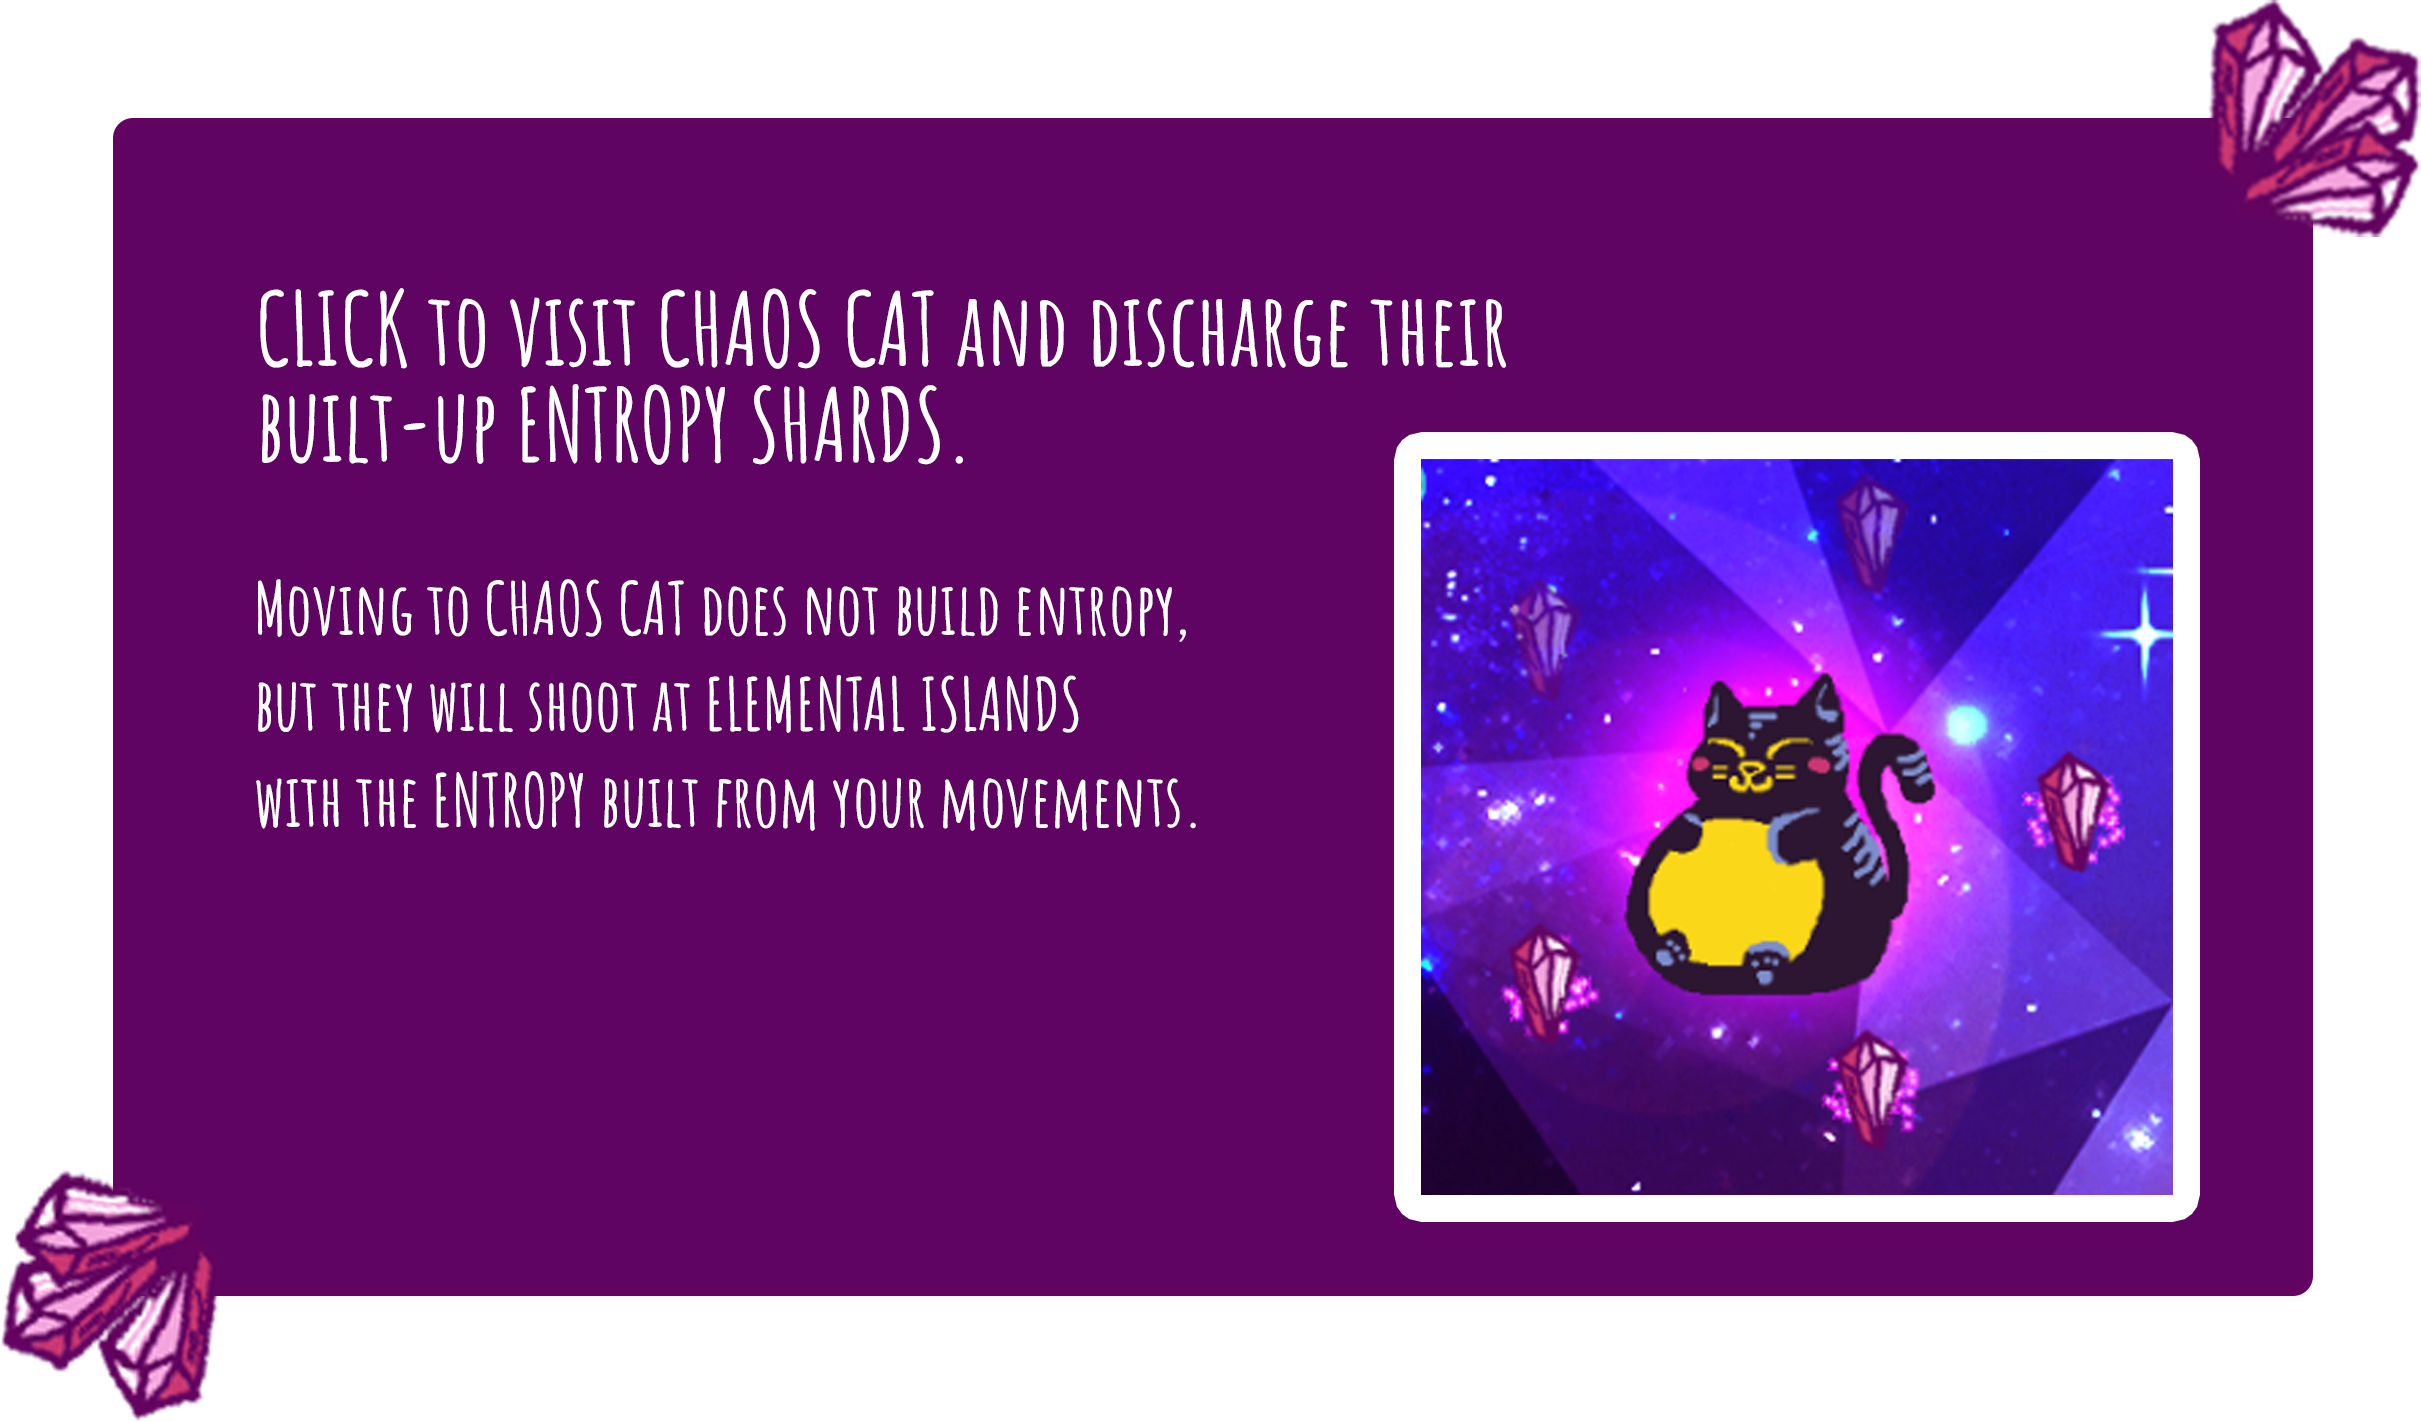 CLICK to visit CHAOS CAT and discharge their
built-up ENTROPY SHARDS.
Moving to CHAOS CAT does not build entropy,
but they will shoot at ELEMENTAL ISLANDS
with the ENTROPY built from your movements.